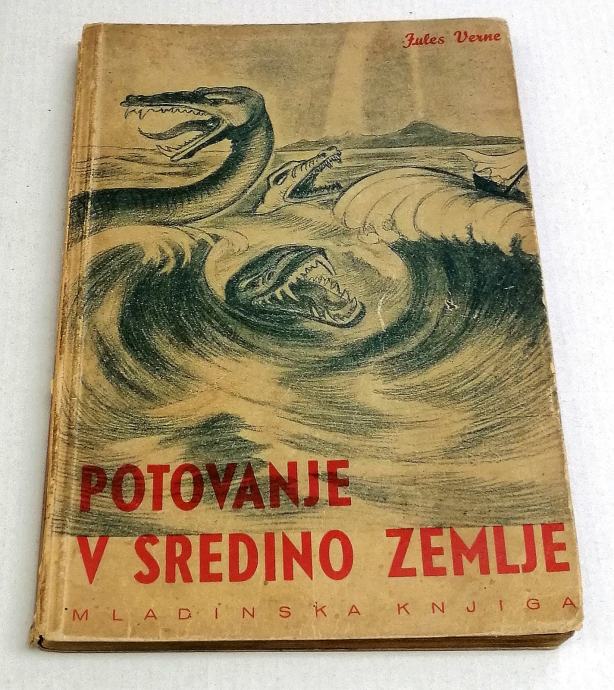 Jules Verne
POTOVANJE
V SREDINO ZEMLJE
MLADINSKA KNJIGA